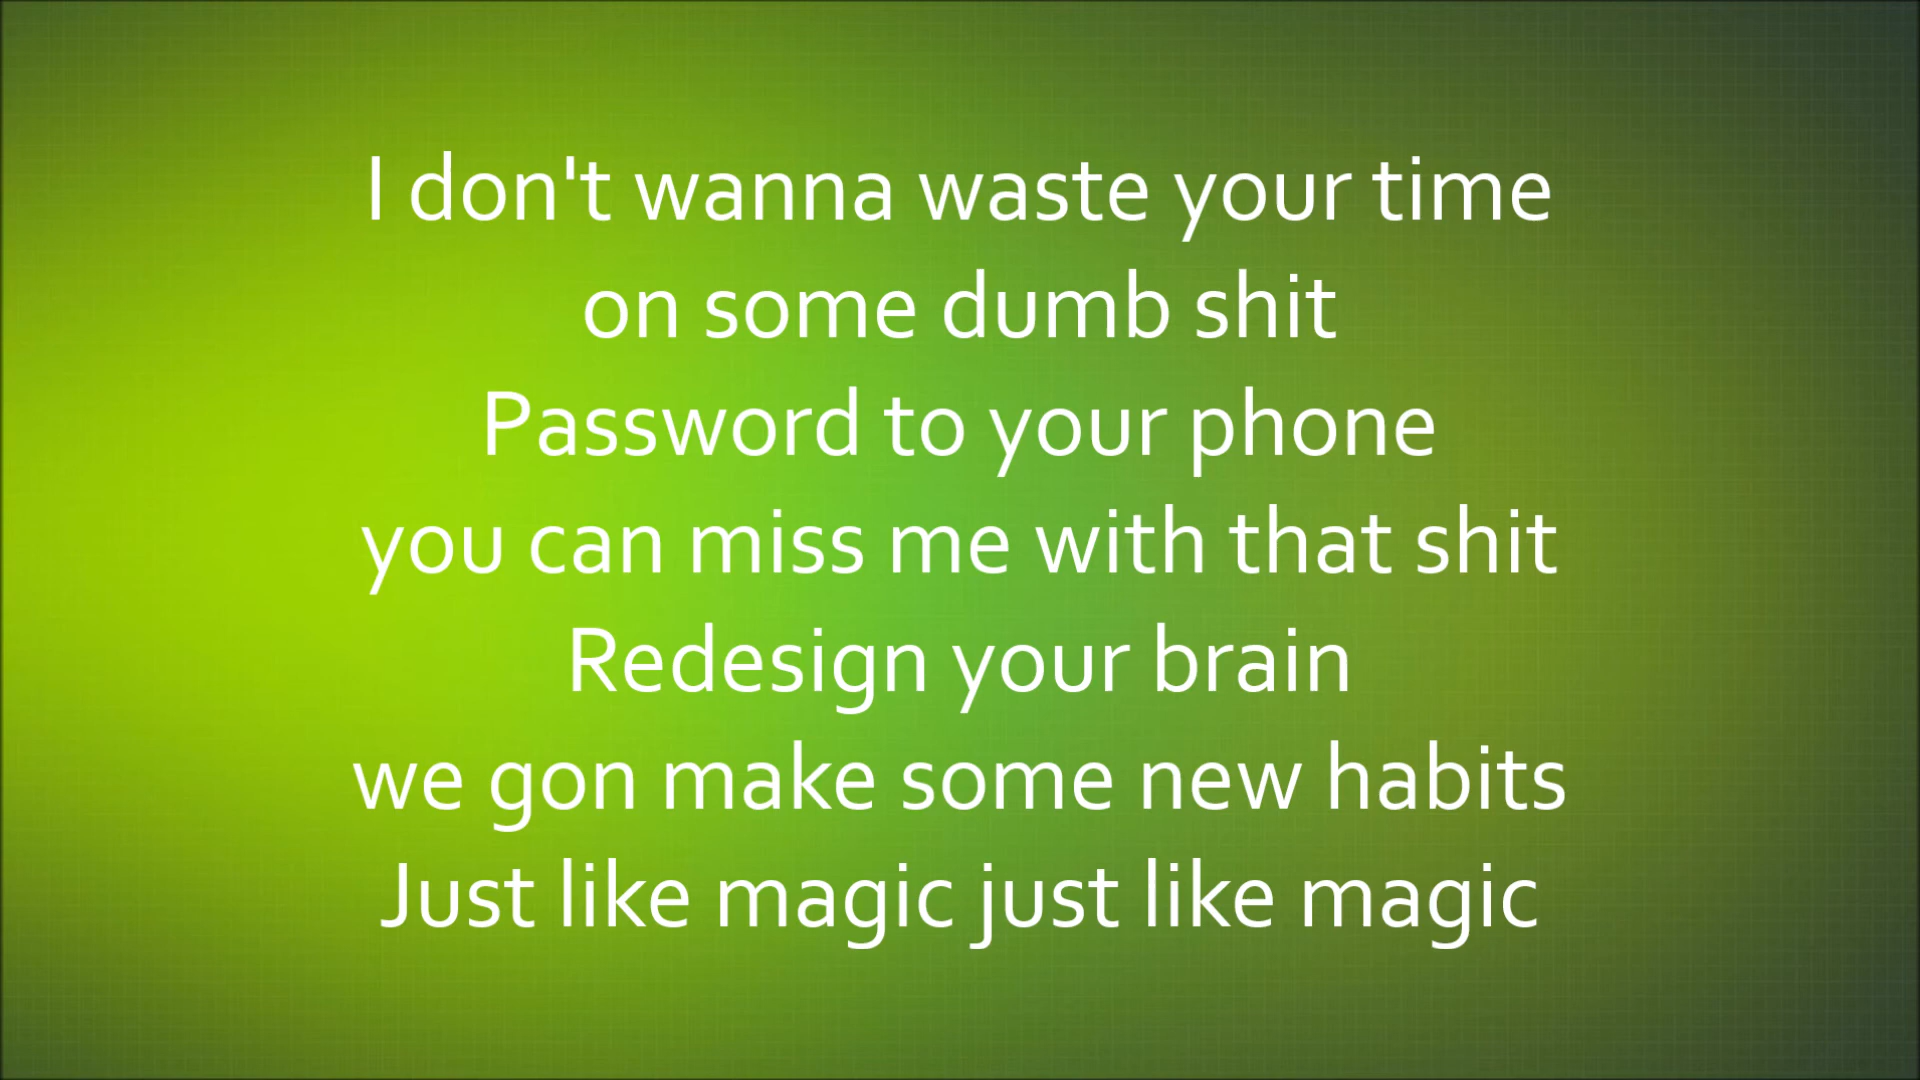 I don't wanna waste your time
on some dumb shit
Password to your phone
you can miss me with that shit
Redesign your brain
we gon make some new habits
Just like magic just like magic